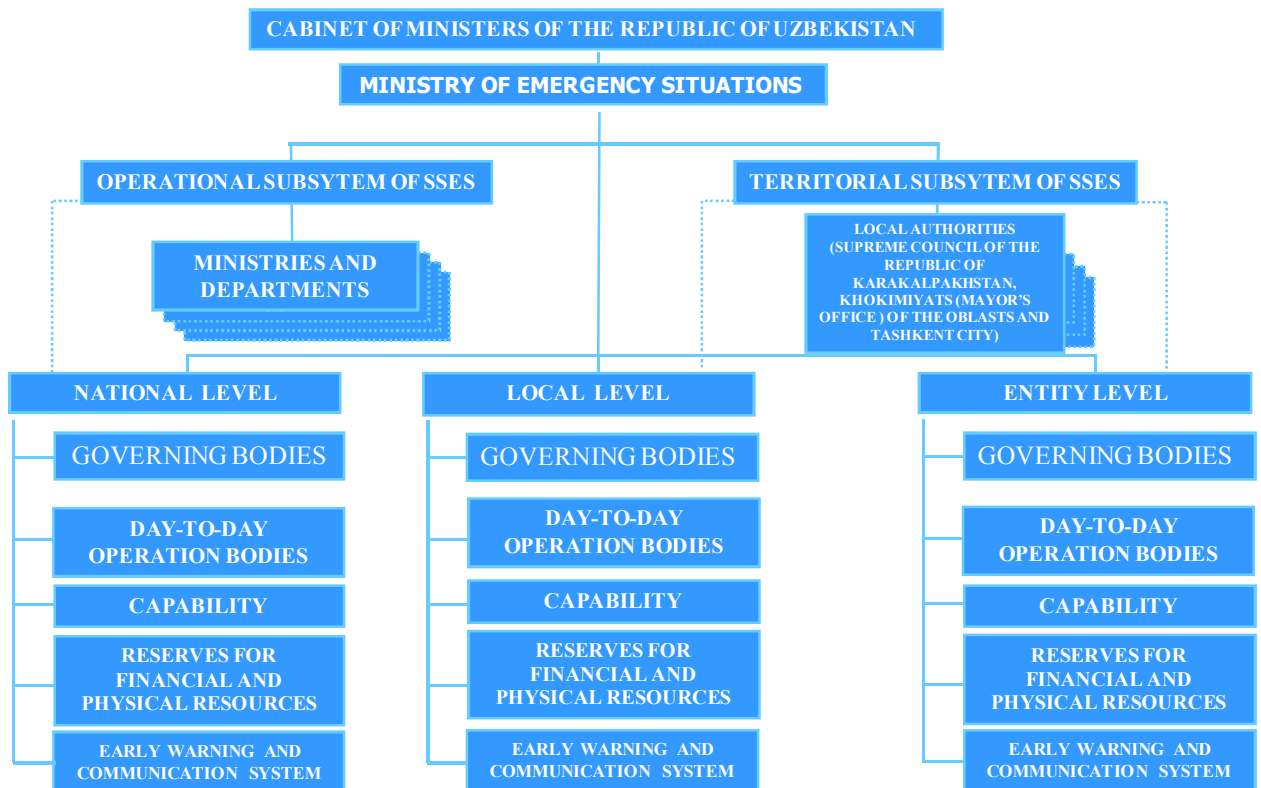 CABINET OF MINISTERS OF THE REPUBLIC OF UZBEKISTAN
MINISTRY OF EMERGENCY SITUATIONS
OPERATIONAL SUBSYTEM OF SSES
TERRITORIAL SUBSYTEM OF SSES
MINISTRIES AND
DEPARTMENTS
LOCAL AUTHORITIES
(SUPREME COUNCIL OF THE
REPUBLIC OF
KARAKALPAKHSTAN,
KHOKIMIYATS (MAYOR'S
OFFICE ) OF THE OBLASTS AND
TASHKENT CITY)
NATIONAL LEVEL
GOVERNING BODIES
DAY-TO-DAY
OPERATION BODIES
CAPABILITY
RESERVES FOR
FINANCIAL AND
PHYSICAL RESOURCES
EARLY WARNING AND
COMMUNICATION SYSTEM
LOCAL LEVEL
GOVERNING BODIES
DAY-TO-DAY
OPERATION BODIES
CAPABILITY
RESERVES FOR
FINANCIAL AND
PHYSICAL RESOURCES
EARLY WARNING AND
COMMUNICATION SYSTEM
ENTITY LEVEL
GOVERNING BODIES
DAY-TO-DAY
OPERATION BODIES
CAPABILITY
RESERVES FOR
FINANCIAL AND
PHYSICAL RESOURCES
EARLY WARNING AND
COMMUNICATION SYSTEM